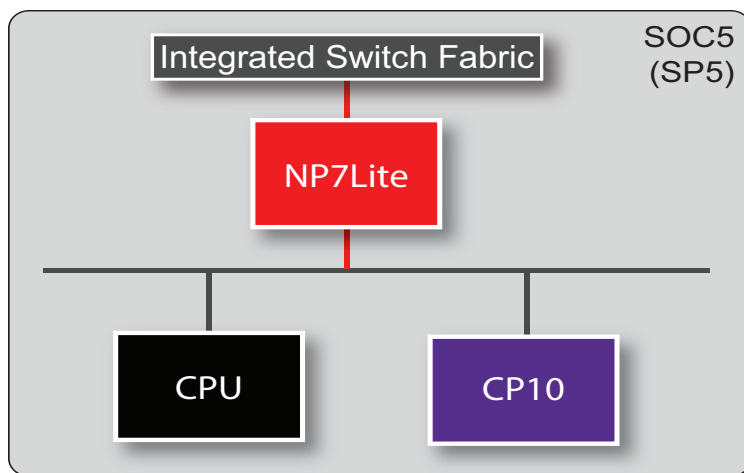 SOC5
(SP5)
Integrated Switch Fabric
NP7Lite
CPU
CP10